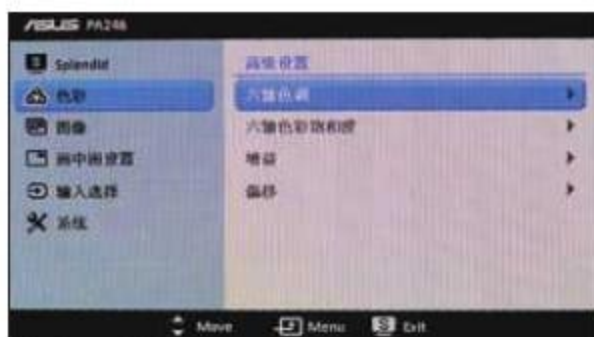 ASUS PA246
Splendid
色彩
图像
画中画设置
输入选择
系统
高级设置
六轴色调
六轴色彩饱和度
增益
偏移
Move
Menu
S Exit